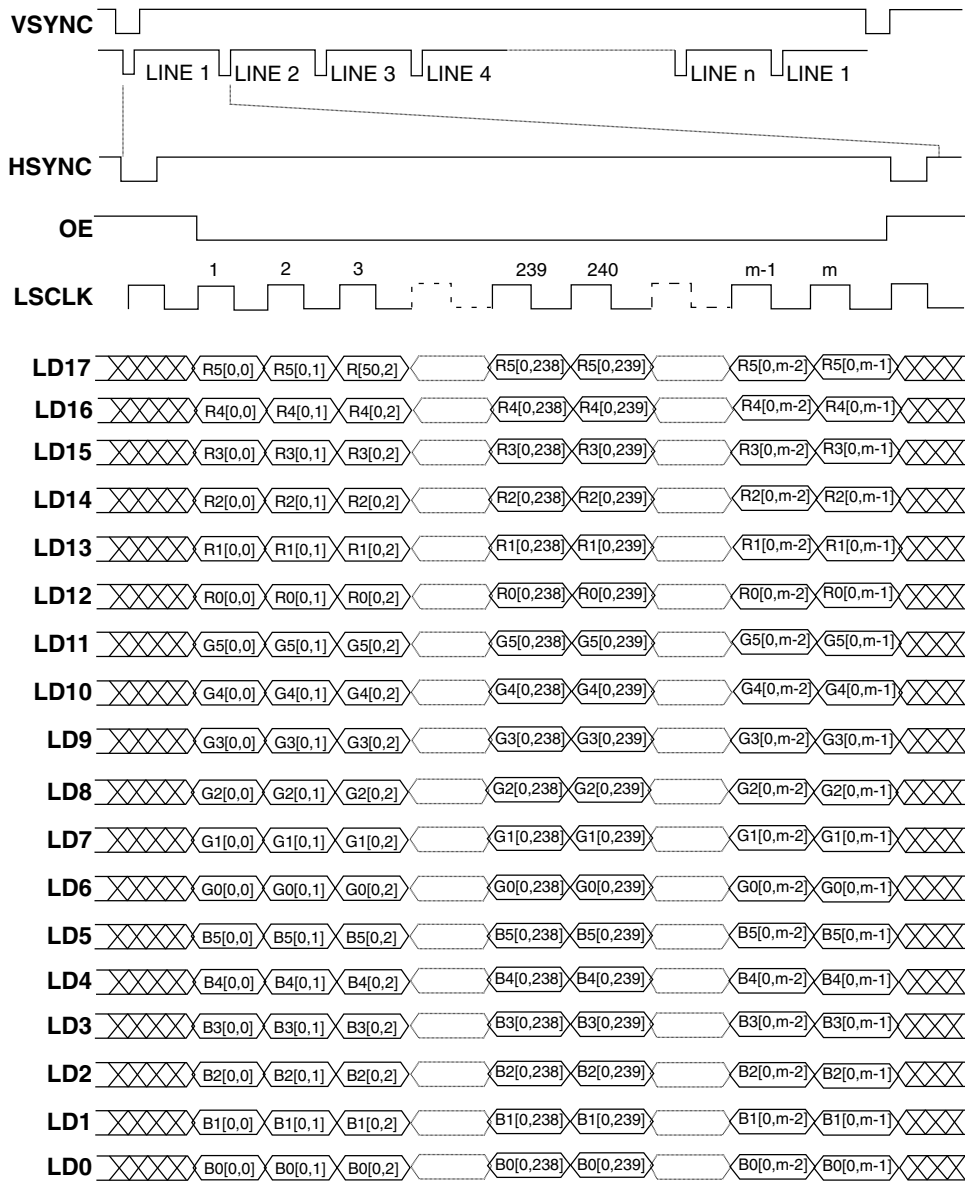 VSYNC
LINE 1 LINE 2 LINE 3 LINE 4 LINE n LINE 1
HSYNC
OE
1 2 3 239 240 m-1 m
LSCLK
LD17 R5[0,0] R5[0,1] R[50,2] R5[0,238] R5[0,239] R5[0,m-2] R5[0,m-1]
LD16 R4[0,0] R4[0,1] R4[0,2] R4[0,238] R4[0,239] R4[0,m-2] R4[0,m-1]
LD15 R3[0,0] R3[0,1] R3[0,2] R3[0,238] R3[0,239] R3[0,m-2] R3[0,m-1]
LD14 R2[0,0] R2[0,1] R2[0,2] R2[0,238] R2[0,239] R2[0,m-2] R2[0,m-1]
LD13 R1[0,0] R1[0,1] R1[0,2] R1[0,238] R1[0,239] R1[0,m-2] R1[0,m-1]
LD12 R0[0,0] R0[0,1] R0[0,2] R0[0,238] R0[0,239] R0[0,m-2] R0[0,m-1]
LD11 G5[0,0] G5[0,1] G5[0,2] G5[0,238] G5[0,239] G5[0,m-2] G5[0,m-1]
LD10 G4[0,0] G4[0,1] G4[0,2] G4[0,238] G4[0,239] G4[0,m-2] G4[0,m-1]
LD9 G3[0,0] G3[0,1] G3[0,2] G3[0,238] G3[0,239] G3[0,m-2] G3[0,m-1]
LD8 G2[0,0] G2[0,1] G2[0,2] G2[0,238] G2[0,239] G2[0,m-2] G2[0,m-1]
LD7 G1[0,0] G1[0,1] G1[0,2] G1[0,238] G1[0,239] G1[0,m-2] G1[0,m-1]
LD6 G0[0,0] G0[0,1] G0[0,2] G0[0,238] G0[0,239] G0[0,m-2] G0[0,m-1]
LD5 B5[0,0] B5[0,1] B5[0,2] B5[0,238] B5[0,239] B5[0,m-2] B5[0,m-1]
LD4 B4[0,0] B4[0,1] B4[0,2] B4[0,238] B4[0,239] B4[0,m-2] B4[0,m-1]
LD3 B3[0,0] B3[0,1] B3[0,2] B3[0,238] B3[0,239] B3[0,m-2] B3[0,m-1]
LD2 B2[0,0] B2[0,1] B2[0,2] B2[0,238] B2[0,239] B2[0,m-2] B2[0,m-1]
LD1 B1[0,0] B1[0,1] B1[0,2] B1[0,238] B1[0,239] B1[0,m-2] B1[0,m-1]
LD0 B0[0,0] B0[0,1] B0[0,2] B0[0,238] B0[0,239] B0[0,m-2] B0[0,m-1]